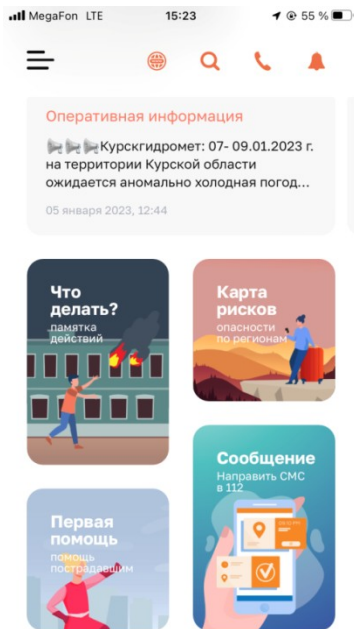 MegaFon LTE 15:23 55 %
Оперативная информация
Курскгидромет: 07- 09.01.2023 г.
на территории Курской области
ожидается аномально холодная погод...
05 января 2023, 12:44
Что
делать?
памятка
действий
Карта
рисков
опасности
по регионам
Сообщение
Направить СМС
в 112
Первая
помощь
помощь
пострадавшим